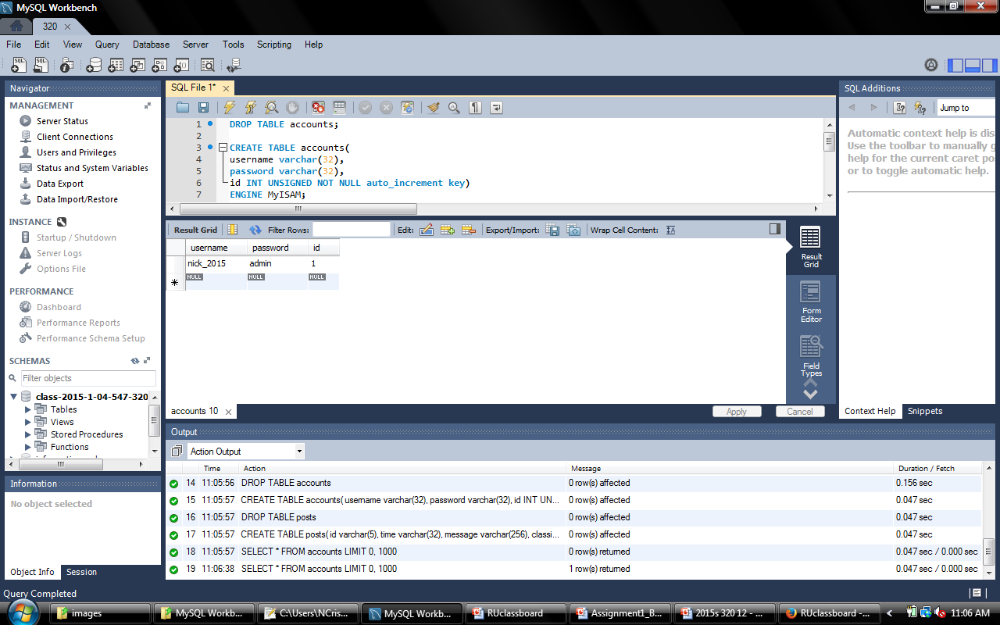 MySQL Workbench
320
File Edit View Query Database Server Tools Scripting Help
Navigator
MANAGEMENT
Server Status
Client Connections
Users and Privileges
Status and System Variables
Data Export
Data Import/Restore
INSTANCE
Startup / Shutdown
Server Logs
Options File
PERFORMANCE
Dashboard
Performance Reports
Performance Schema Setup
SCHEMAS
Filter objects
class-2015-1-04-547-320
Tables
Views
Stored Procedures
Functions
Information
No object selected
Object Info Session
SQL File 1*
1 DROP TABLE accounts;
2
3 CREATE TABLE accounts(
4 username varchar(32),
5 password varchar(32),
6 id INT UNSIGNED NOT NULL auto_increment key)
7 ENGINE MyISAM;
Result Grid Filter Rows: Edit: Export/Import: Wrap Cell Content:
username password id
nick_2015 admin 1
NULL NULL NULL
Result
Grid
Form
Editor
Field
Types
accounts 10
Apply Cancel
SQL Additions
Jump to
Automatic context help is dis
Use the toolbar to manually g
help for the current caret po
or to toggle automatic help.
Context Help Snippets
Output
Action Output
Time Action Message Duration / Fetch
14 11:05:56 DROP TABLE accounts 0 row(s) affected 0.156 sec
15 11:05:57 CREATE TABLE accounts( username varchar(32), password varchar(32), id INT UN... 0 row(s) affected 0.047 sec
16 11:05:57 DROP TABLE posts 0 row(s) affected 0.047 sec
17 11:05:57 CREATE TABLE posts( id varchar(5), time varchar(32), message varchar(256), classi... 0 row(s) affected 0.047 sec
18 11:05:57 SELECT * FROM accounts LIMIT 0, 1000 0 row(s) returned 0.047 sec / 0.000 sec
19 11:06:38 SELECT * FROM accounts LIMIT 0, 1000 1 row(s) returned 0.047 sec / 0.000 sec
Query Completed
images
MySQL Workb...
C:\Users\NCris...
MySQL Workb...
RUclassboard
Assignment1_B...
2015s 320 12 - ...
RUclassboard -...
11:06 AM